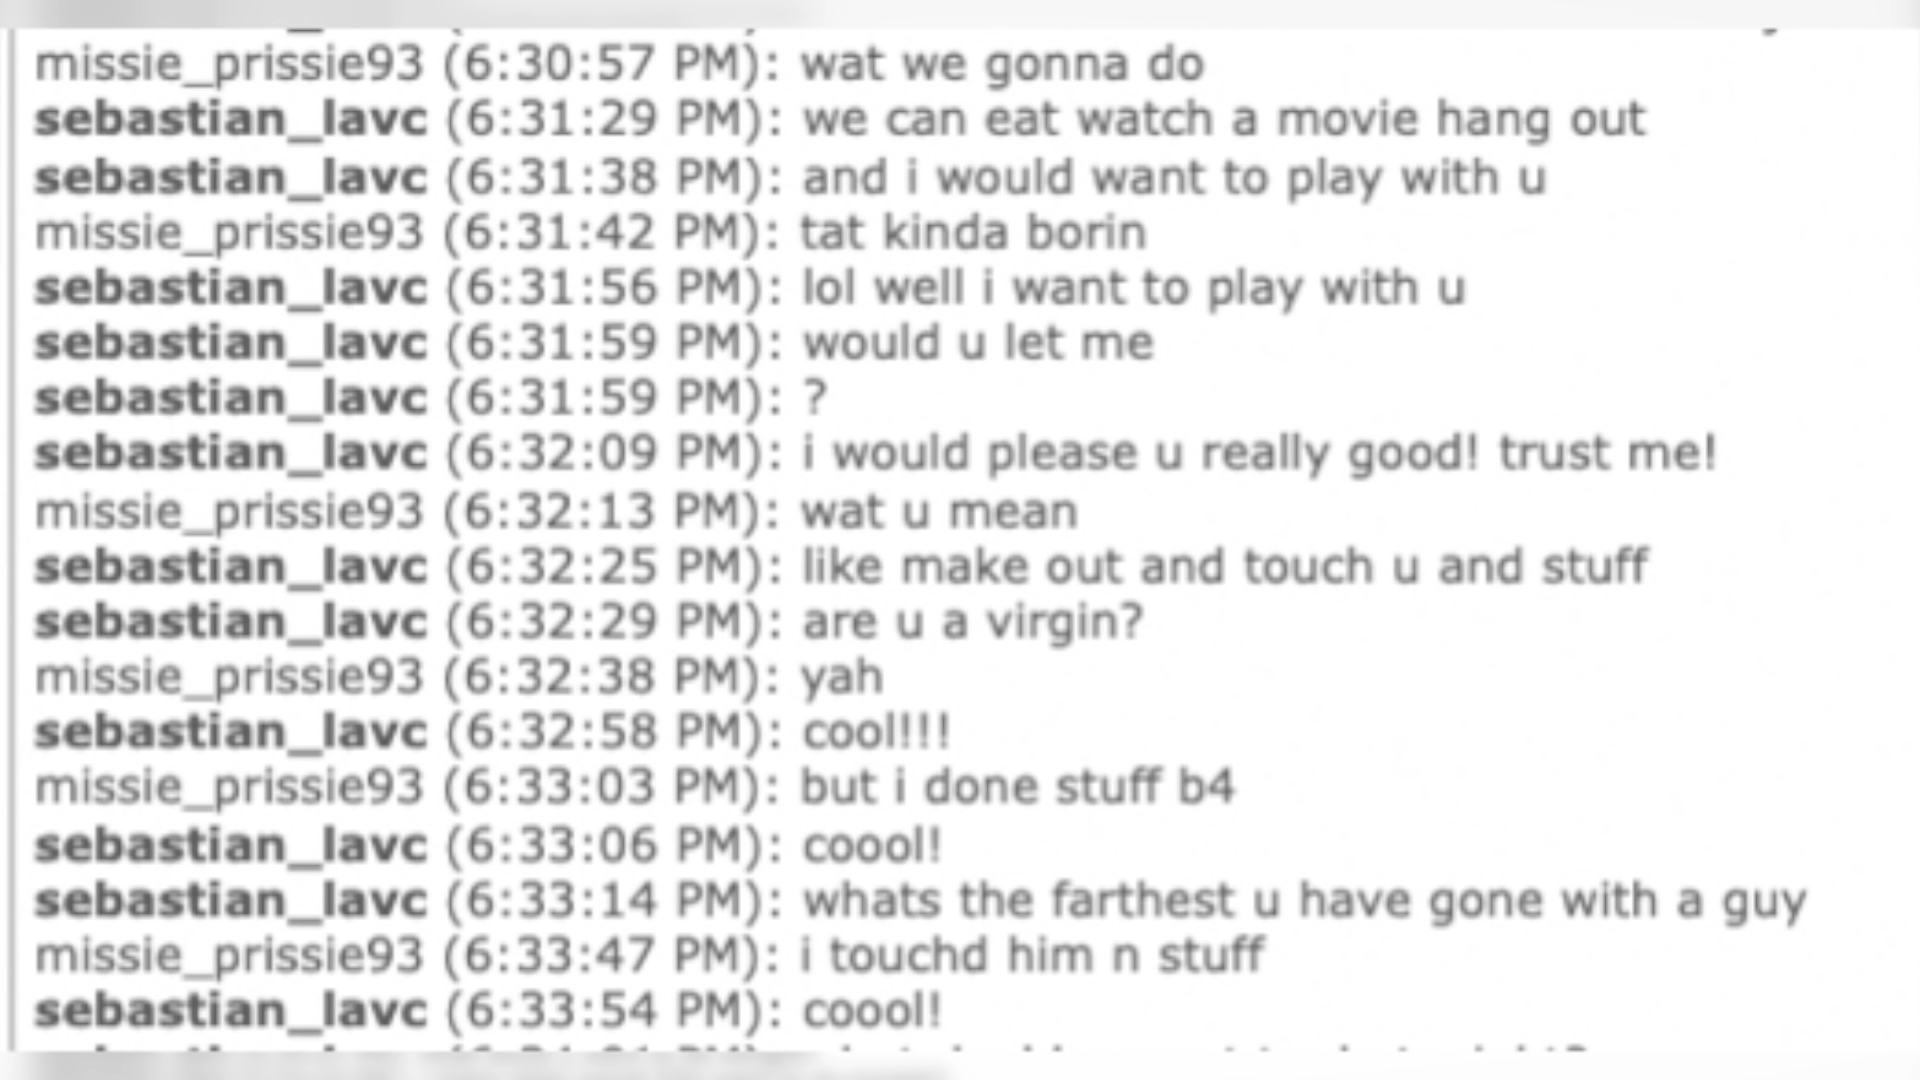 missie_prissie93 (6:30:57 PM): wat we gonna do
sebastian_lavc (6:31:29 PM): we can eat watch a movie hang out
sebastian_lavc (6:31:38 PM): and i would want to play with u
missie_prissie93 (6:31:42 PM): tat kinda borin
sebastian_lavc (6:31:56 PM): lol well i want to play with u
sebastian_lavc (6:31:59 PM): would u let me
sebastian_lavc (6:31:59 PM): ?
sebastian_lavc (6:32:09 PM): i would please u really good! trust me!
missie_prissie93 (6:32:13 PM): wat u mean
sebastian_lavc (6:32:25 PM): like make out and touch u and stuff
sebastian_lavc (6:32:29 PM): are u a virgin?
missie_prissie93 (6:32:38 PM): yah
sebastian_lavc (6:32:58 PM): cool!!!
missie_prissie93 (6:33:03 PM): but i done stuff b4
sebastian_lavc (6:33:06 PM): coool!
sebastian_lavc (6:33:14 PM): whats the farthest u have gone with a guy
missie_prissie93 (6:33:47 PM): i touchd him n stuff
sebastian_lavc (6:33:54 PM): coool!